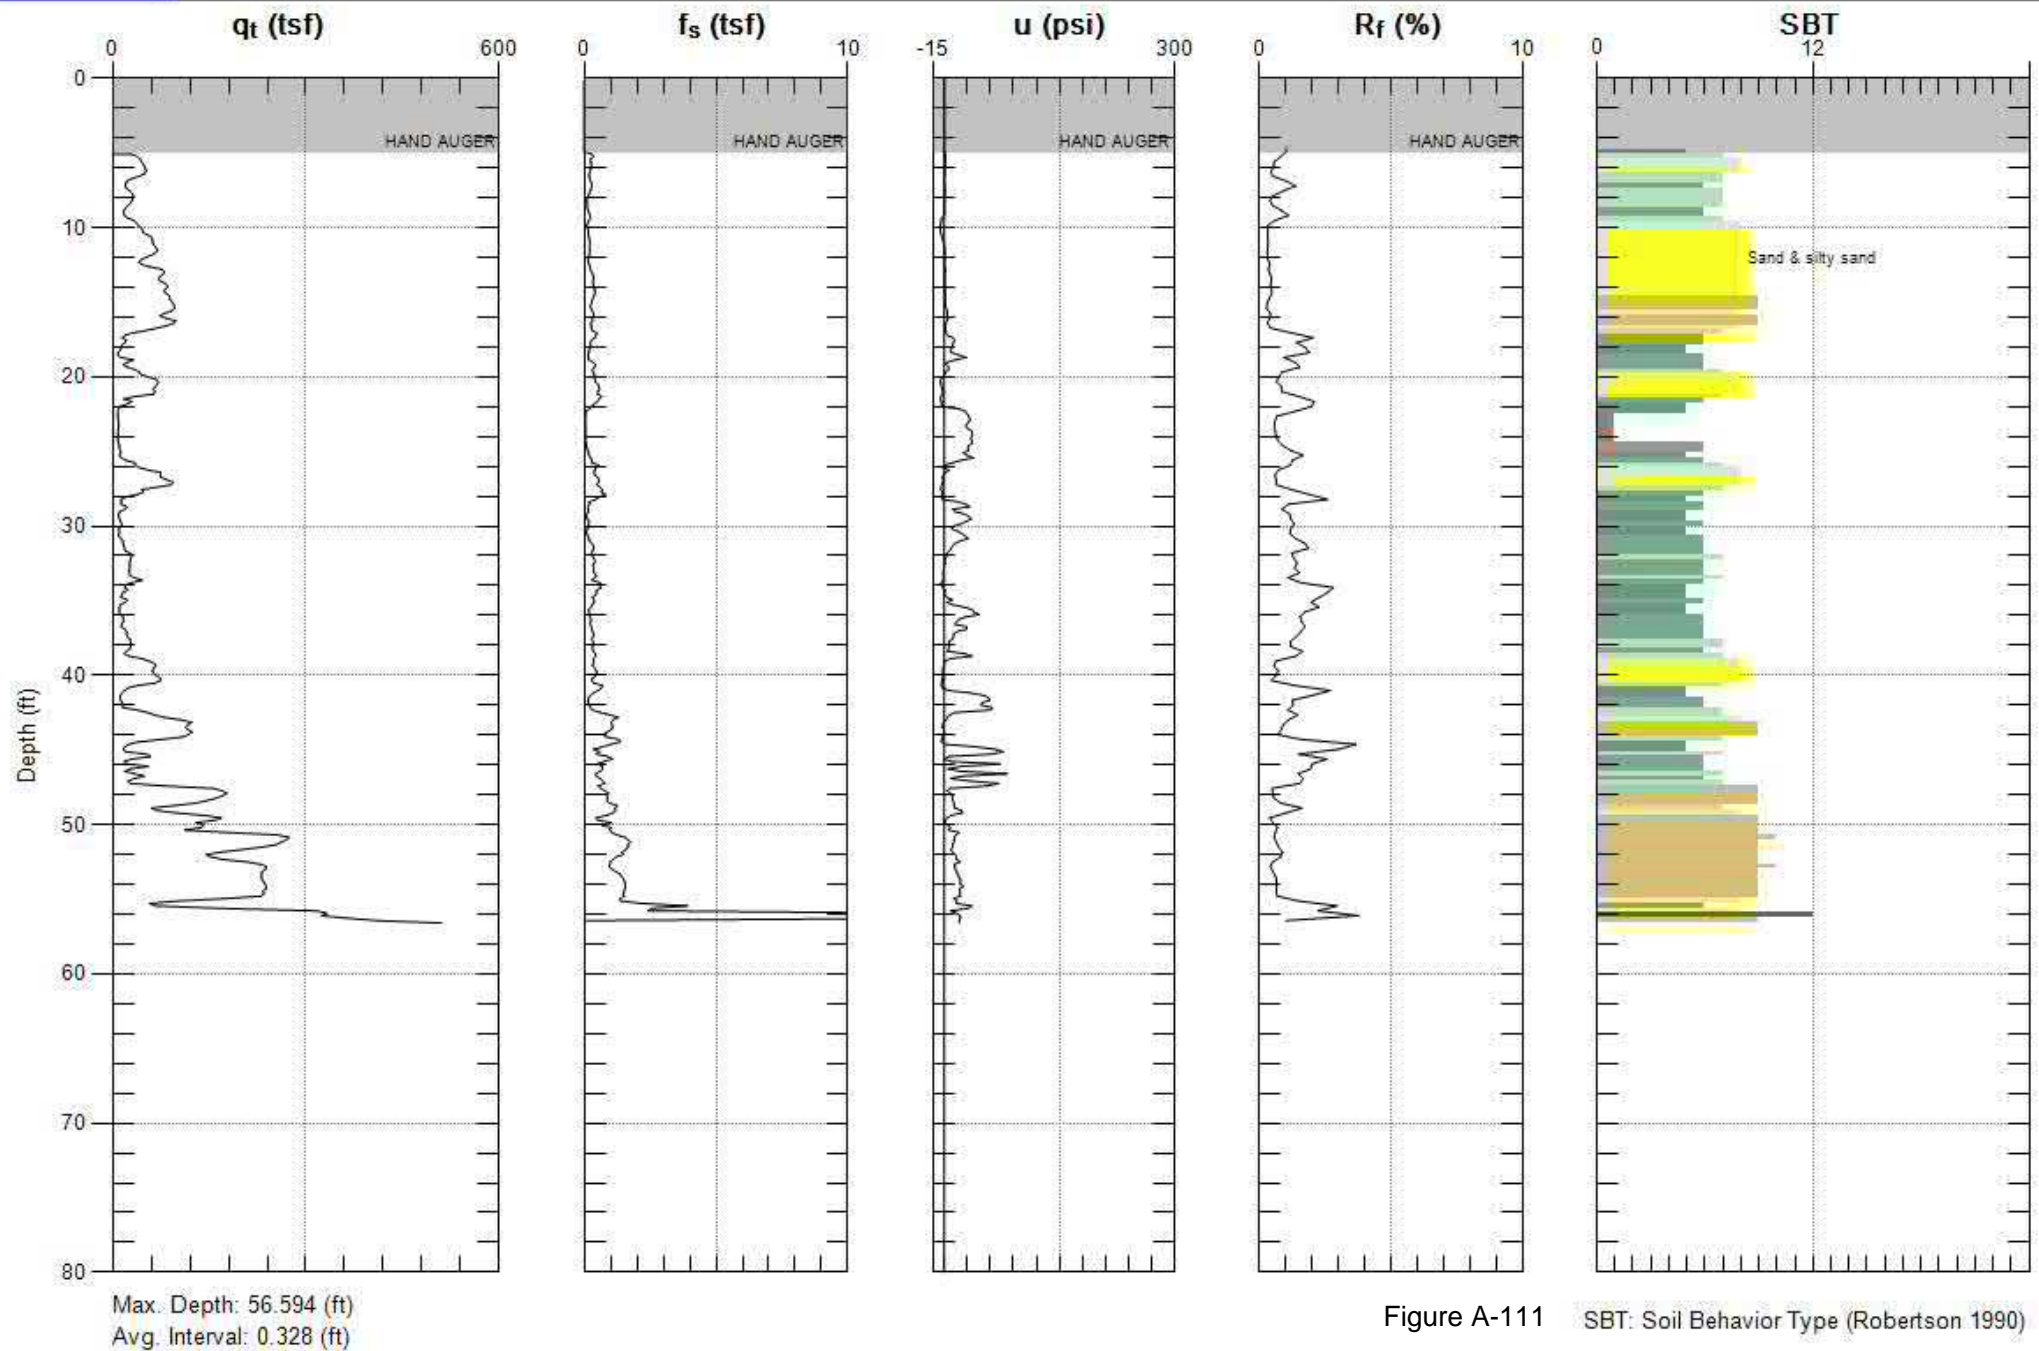 qt (tsf) fs (tsf) u (psi) Rf (%) SBT
0 600 0 10 -15 300 0 10 0 12
0
HAND AUGER HAND AUGER HAND AUGER HAND AUGER
10
Sand & silty sand
20
30
40
Depth (ft)
50
60
70
80
Max. Depth: 56.594 (ft)
Avg. Interval: 0.328 (ft)
Figure A-111 SBT: Soil Behavior Type (Robertson 1990)